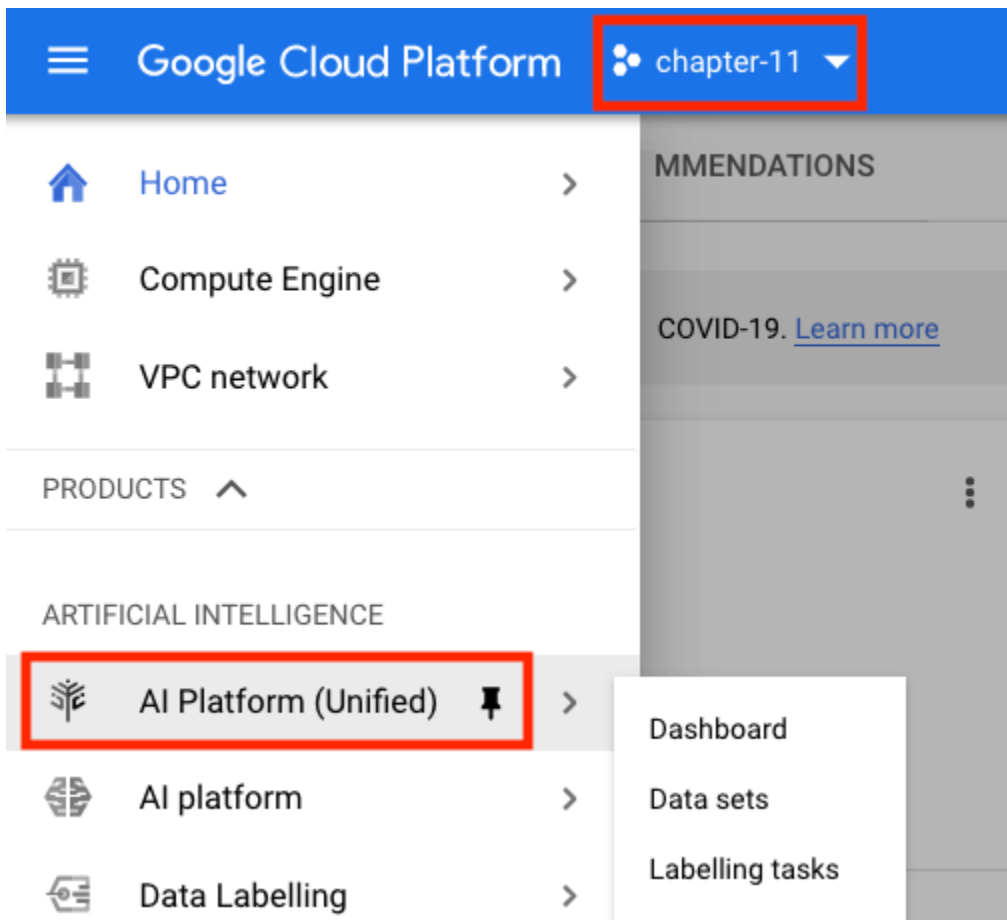 Google Cloud Platform chapter-11
Home
MMENDATIONS
Compute Engine
COVID-19. Learn more
VPC network
PRODUCTS
ARTIFICIAL INTELLIGENCE
AI Platform (Unified)
Dashboard
AI platform
Data sets
Labelling tasks
Data Labelling